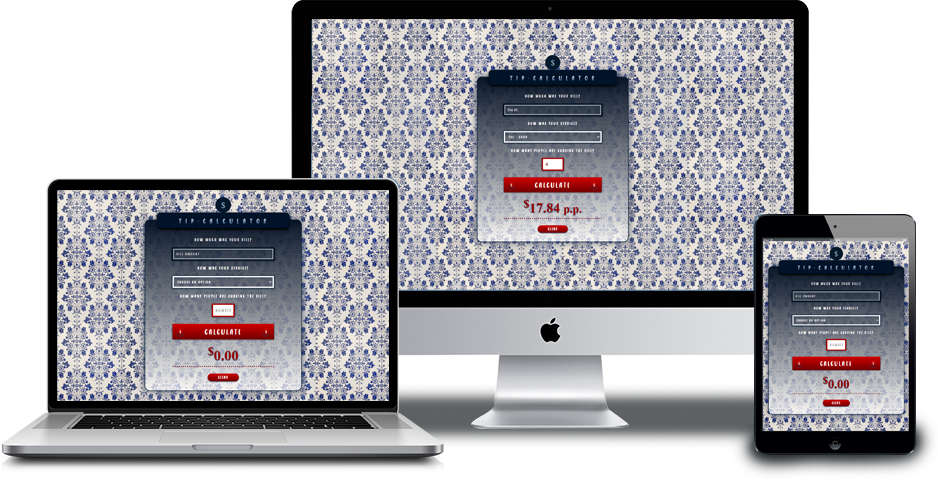 $
TIP-CALCULATOR
HOW MUCH WAS YOUR BILL?
HOW WAS YOUR SERVICE?
HOW MANY PEOPLE ARE SHARING THE BILL?
4
$ CALCULATE $
$17.84 p.p.
CLEAR
$
TIP-CALCULATOR
HOW MUCH WAS YOUR BILL?
BILL AMOUNT
HOW WAS YOUR SERVICE?
CHOOSE AN OPTION
HOW MANY PEOPLE ARE SHARING THE BILL?
NUMBER
$ CALCULATE $
$0.00
CLEAR
$
TIP-CALCULATOR
HOW MUCH WAS YOUR BILL?
BILL AMOUNT
HOW WAS YOUR SERVICE?
CHOOSE AN OPTION
HOW MANY PEOPLE ARE SHARING THE BILL?
NUMBER
$ CALCULATE $
$0.00
CLEAR